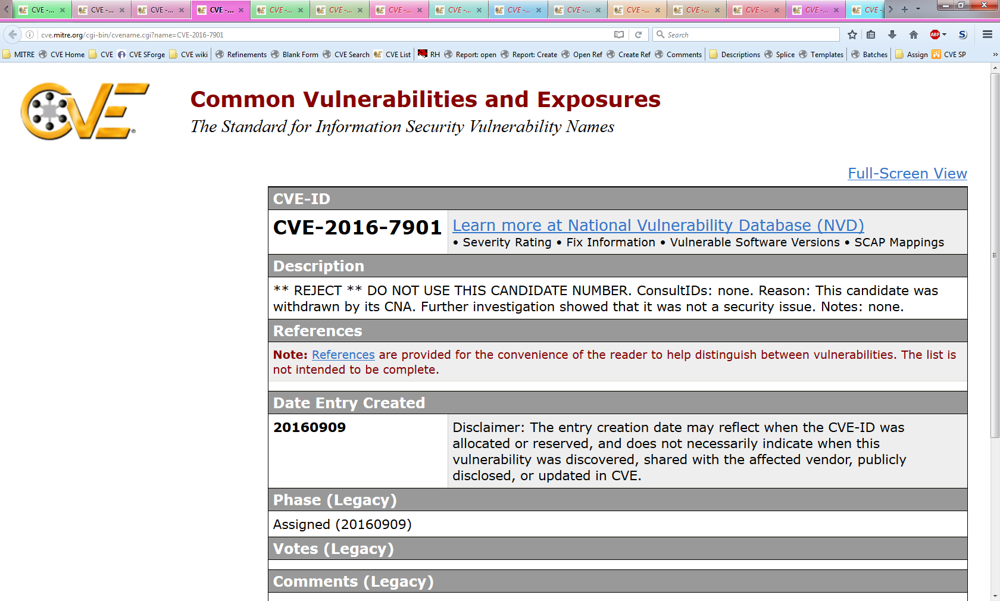 CVE -... CVE -... CVE -... CVE -... CVE -... CVE -... CVE -... CVE -... CVE -... CVE -... CVE -... CVE -... CVE -... CVE -... CVE -
cve.mitre.org/cgi-bin/cvename.cgi?name=CVE-2016-7901
Search
ABP
S
MITRE CVE Home CVE CVE SForge CVE wiki Refinements Blank Form CVE Search CVE List RH Report: open Report: Create Open Ref Create Ref Comments Descriptions Splice Templates Batches Assign CVE SP
CVE
Common Vulnerabilities and Exposures
The Standard for Information Security Vulnerability Names
Full-Screen View
CVE-ID
CVE-2016-7901
Learn more at National Vulnerability Database (NVD)
• Severity Rating • Fix Information • Vulnerable Software Versions • SCAP Mappings
Description
** REJECT ** DO NOT USE THIS CANDIDATE NUMBER. ConsultIDs: none. Reason: This candidate was
withdrawn by its CNA. Further investigation showed that it was not a security issue. Notes: none.
References
Note: References are provided for the convenience of the reader to help distinguish between vulnerabilities. The list is
not intended to be complete.
Date Entry Created
20160909
Disclaimer: The entry creation date may reflect when the CVE-ID was
allocated or reserved, and does not necessarily indicate when this
vulnerability was discovered, shared with the affected vendor, publicly
disclosed, or updated in CVE.
Phase (Legacy)
Assigned (20160909)
Votes (Legacy)
Comments (Legacy)